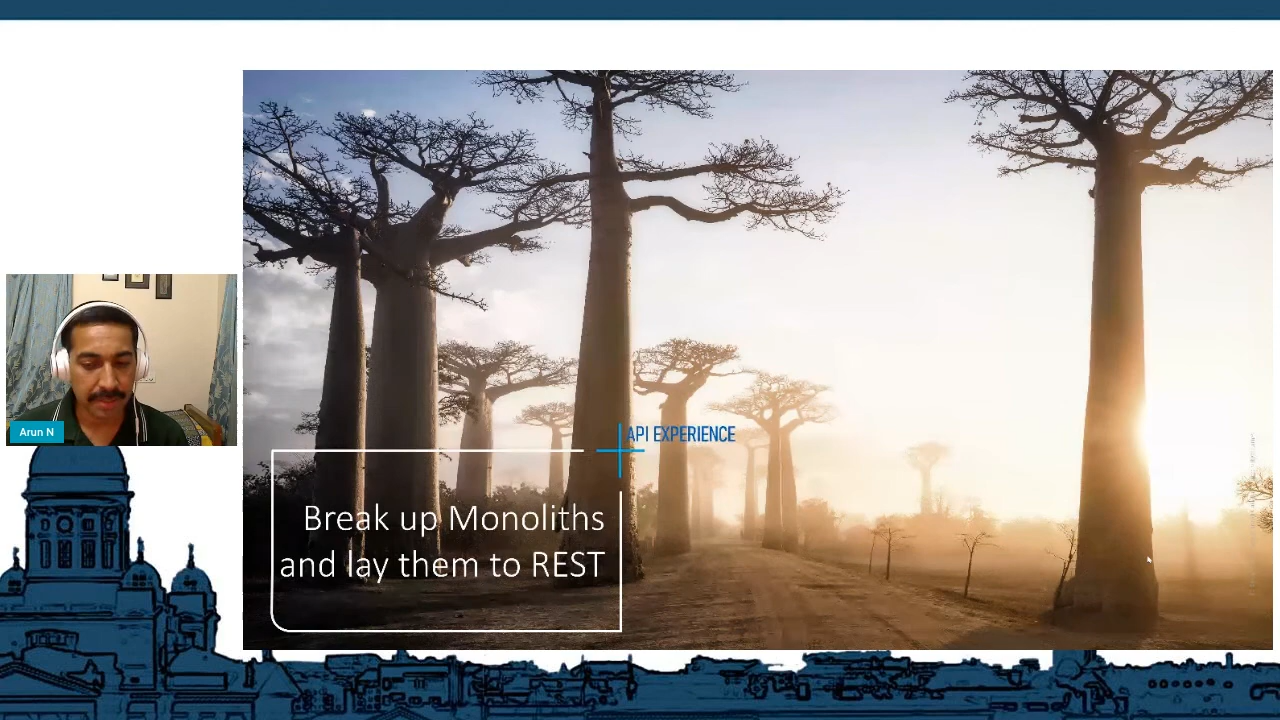 API EXPERIENCE
Break up Monoliths
and lay them to REST
Arun N